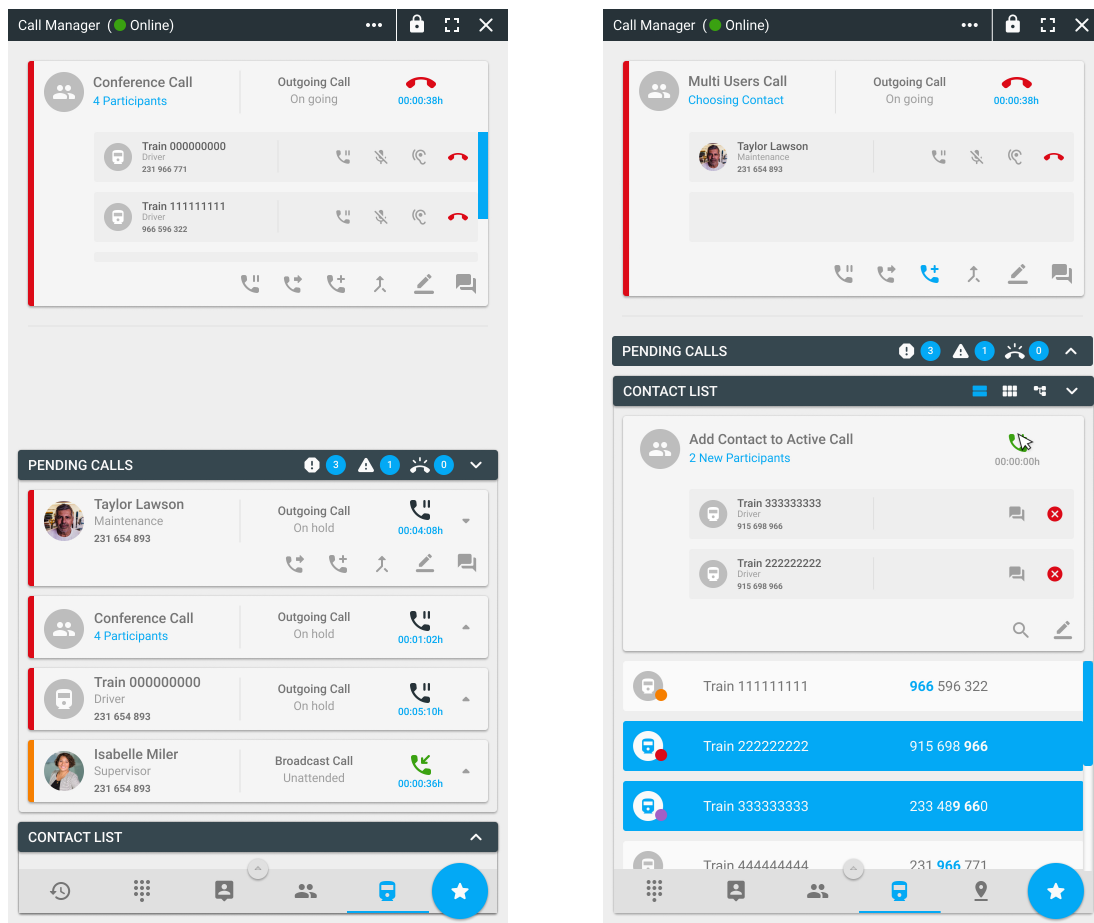 Call Manager ( Online)
Conference Call
4 Participants
Outgoing Call
On going
00:00:38h
Train 000000000
Driver
231 966 771
Train 111111111
Driver
966 596 322
PENDING CALLS
3
1
0
Taylor Lawson
Maintenance
231 654 893
Outgoing Call
On hold
00:04:08h
Conference Call
4 Participants
Outgoing Call
On hold
00:01:02h
Train 000000000
Driver
231 654 893
Outgoing Call
On hold
00:05:10h
Isabelle Miler
Supervisor
231 654 893
Broadcast Call
Unattended
00:00:36h
CONTACT LIST
Call Manager ( Online)
Multi Users Call
Choosing Contact
Outgoing Call
On going
00:00:38h
Taylor Lawson
Maintenance
231 654 893
PENDING CALLS
3
1
0
CONTACT LIST
Add Contact to Active Call
2 New Participants
00:00:00h
Train 333333333
Driver
915 698 966
Train 222222222
Driver
915 698 966
Train 111111111 966 596 322
Train 222222222 915 698 966
Train 333333333 233 489 660
Train 444444444 231 966 771